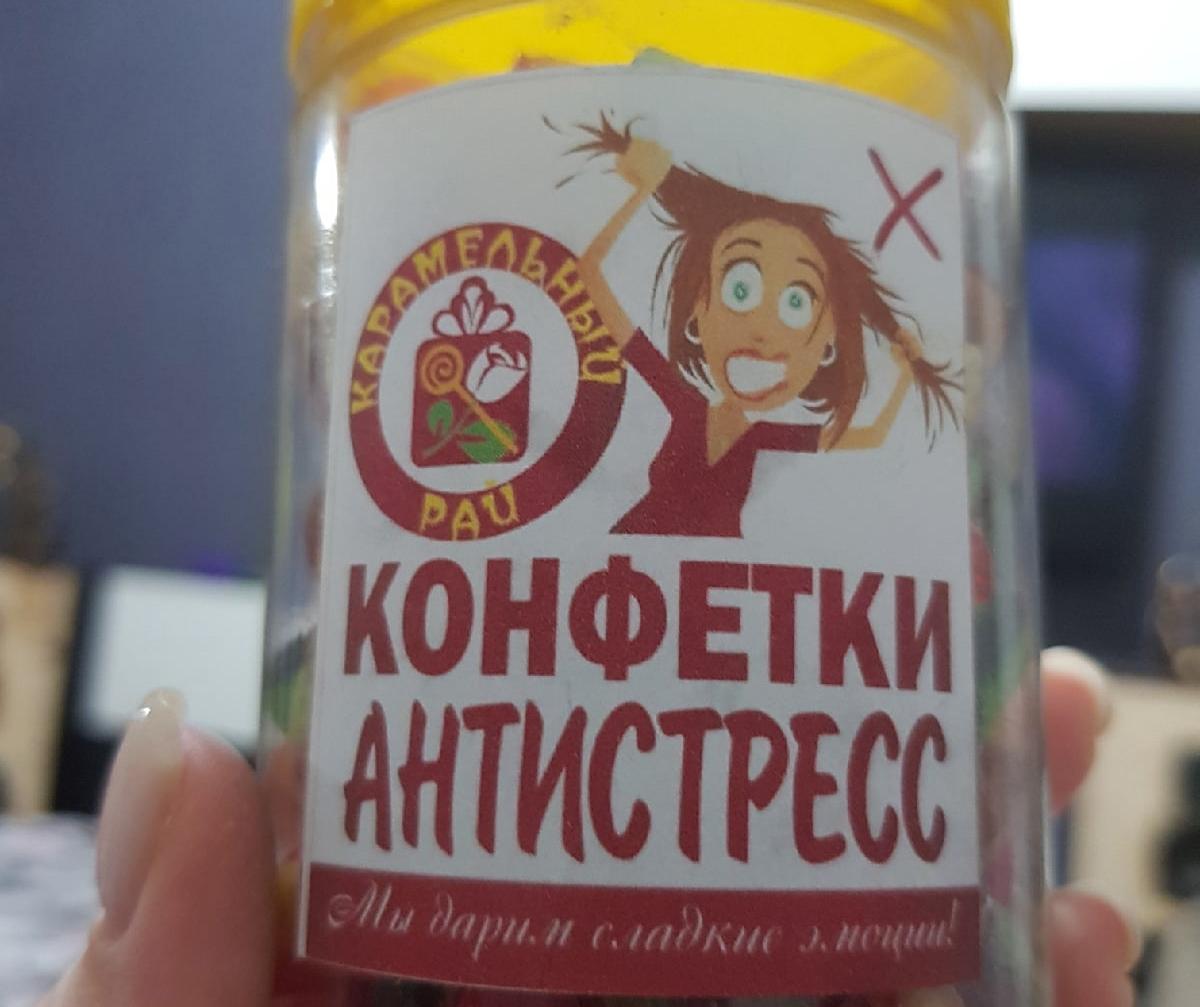 КАРАМЕЛЬНЫЙ
РАЙ
Х
КОНФЕТКИ
АНТИСТРЕСС
Мы дарим сладкие эмоции!